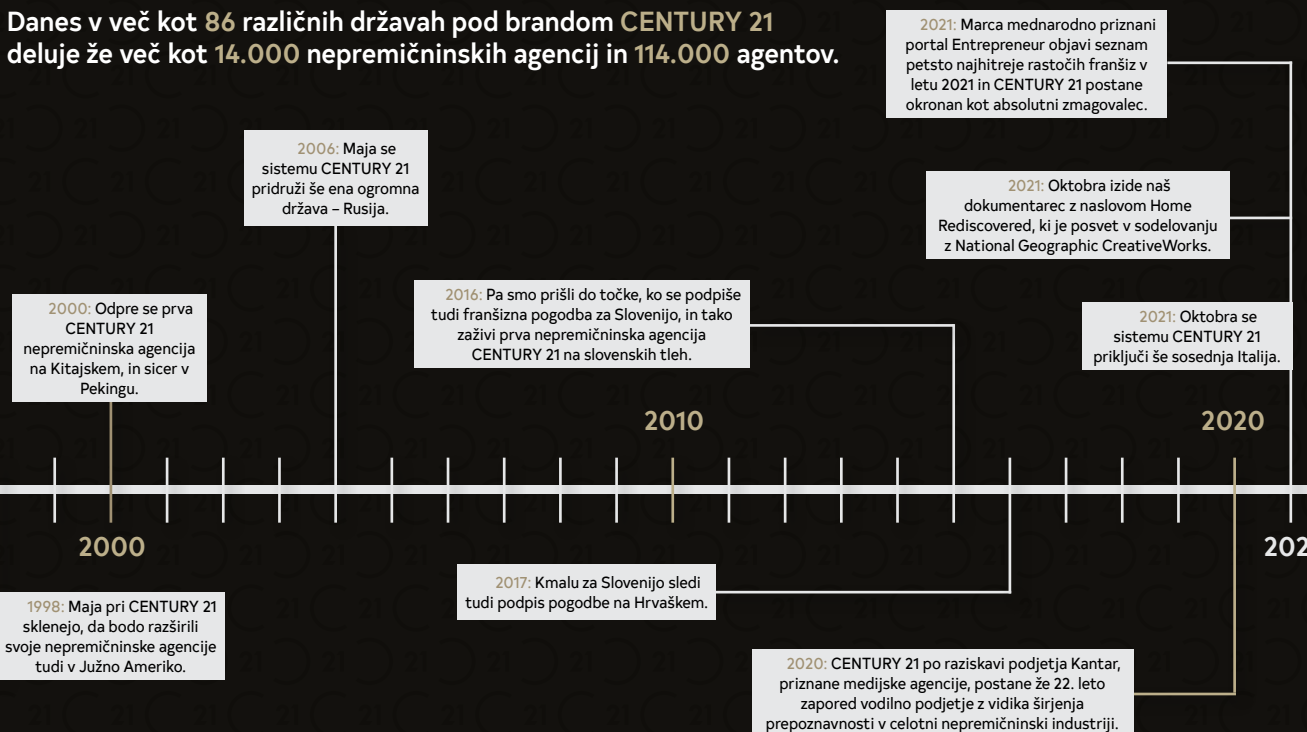 Danes v več kot 86 različnih državah pod brandom CENTURY 21
deluje že več kot 14.000 nepremičninskih agencij in 114.000 agentov.
2021: Marca mednarodno priznani
portal Entrepreneur objavi seznam
petsto najhitreje rastočih franšiz v
letu 2021 in CENTURY 21 postane
okronan kot absolutni zmagovalec.
2006: Maja se
sistemu CENTURY 21
pridruži še ena ogromna
država – Rusija.
2021: Oktobra izide naš
dokumentarec z naslovom Home
Rediscovered, ki je posvet v sodelovanju
z National Geographic CreativeWorks.
2000: Odpre se prva
CENTURY 21
nepremičninska agencija
na Kitajskem, in sicer v
Pekingu.
2016: Pa smo prišli do točke, ko se podpiše
tudi franšizna pogodba za Slovenijo, in tako
zaživi prva nepremičninska agencija
CENTURY 21 na slovenskih tleh.
2021: Oktobra se
sistemu CENTURY 21
priključi še sosednja Italija.
2010
2020
2000
202
2017: Kmalu za Slovenijo sledi
tudi podpis pogodbe na Hrvaškem.
1998: Maja pri CENTURY 21
sklenejo, da bodo razširili
svoje nepremičninske agencije
tudi v Južno Ameriko.
2020: CENTURY 21 po raziskavi podjetja Kantar,
priznane medijske agencije, postane že 22. leto
zapored vodilno podjetje z vidika širjenja
prepoznavnosti v celotni nepremičninski industriji.